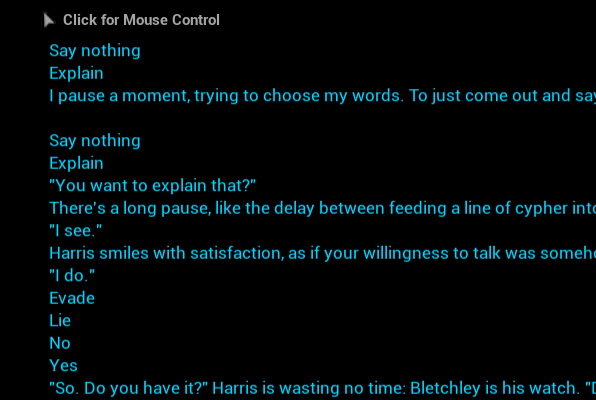 Click for Mouse Control
Say nothing
Explain
I pause a moment, trying to choose my words. To just come out and say
Say nothing
Explain
"You want to explain that?"
There's a long pause, like the delay between feeding a line of cypher into
"I see."
Harris smiles with satisfaction, as if your willingness to talk was someh
"I do."
Evade
Lie
No
Yes
"So. Do you have it?" Harris is wasting no time: Bletchley is his watch. "D